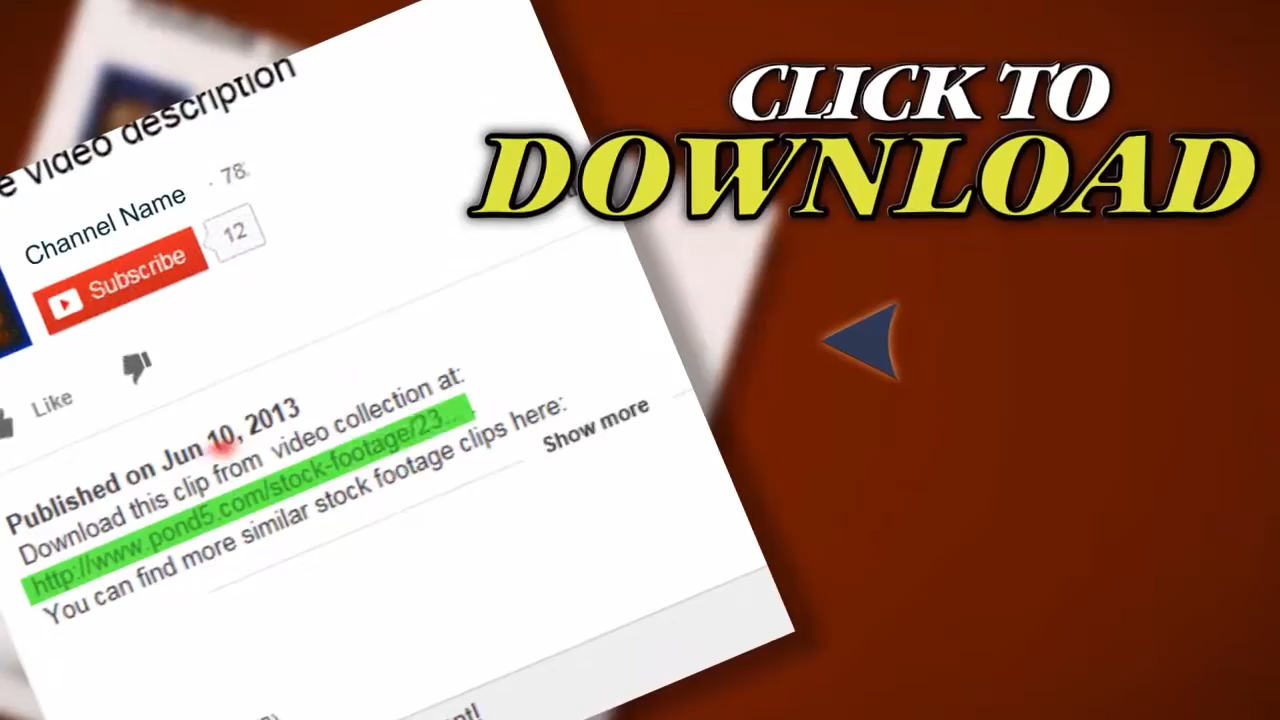 CLICK TO
DOWNLOAD
video description
Channel Name
78
Subscribe
12
Like
Published on Jun 10, 2013
Download this clip from video collection at:
http://www.pond5.com/stock-footage/23...
You can find more similar stock footage clips here:
Show more